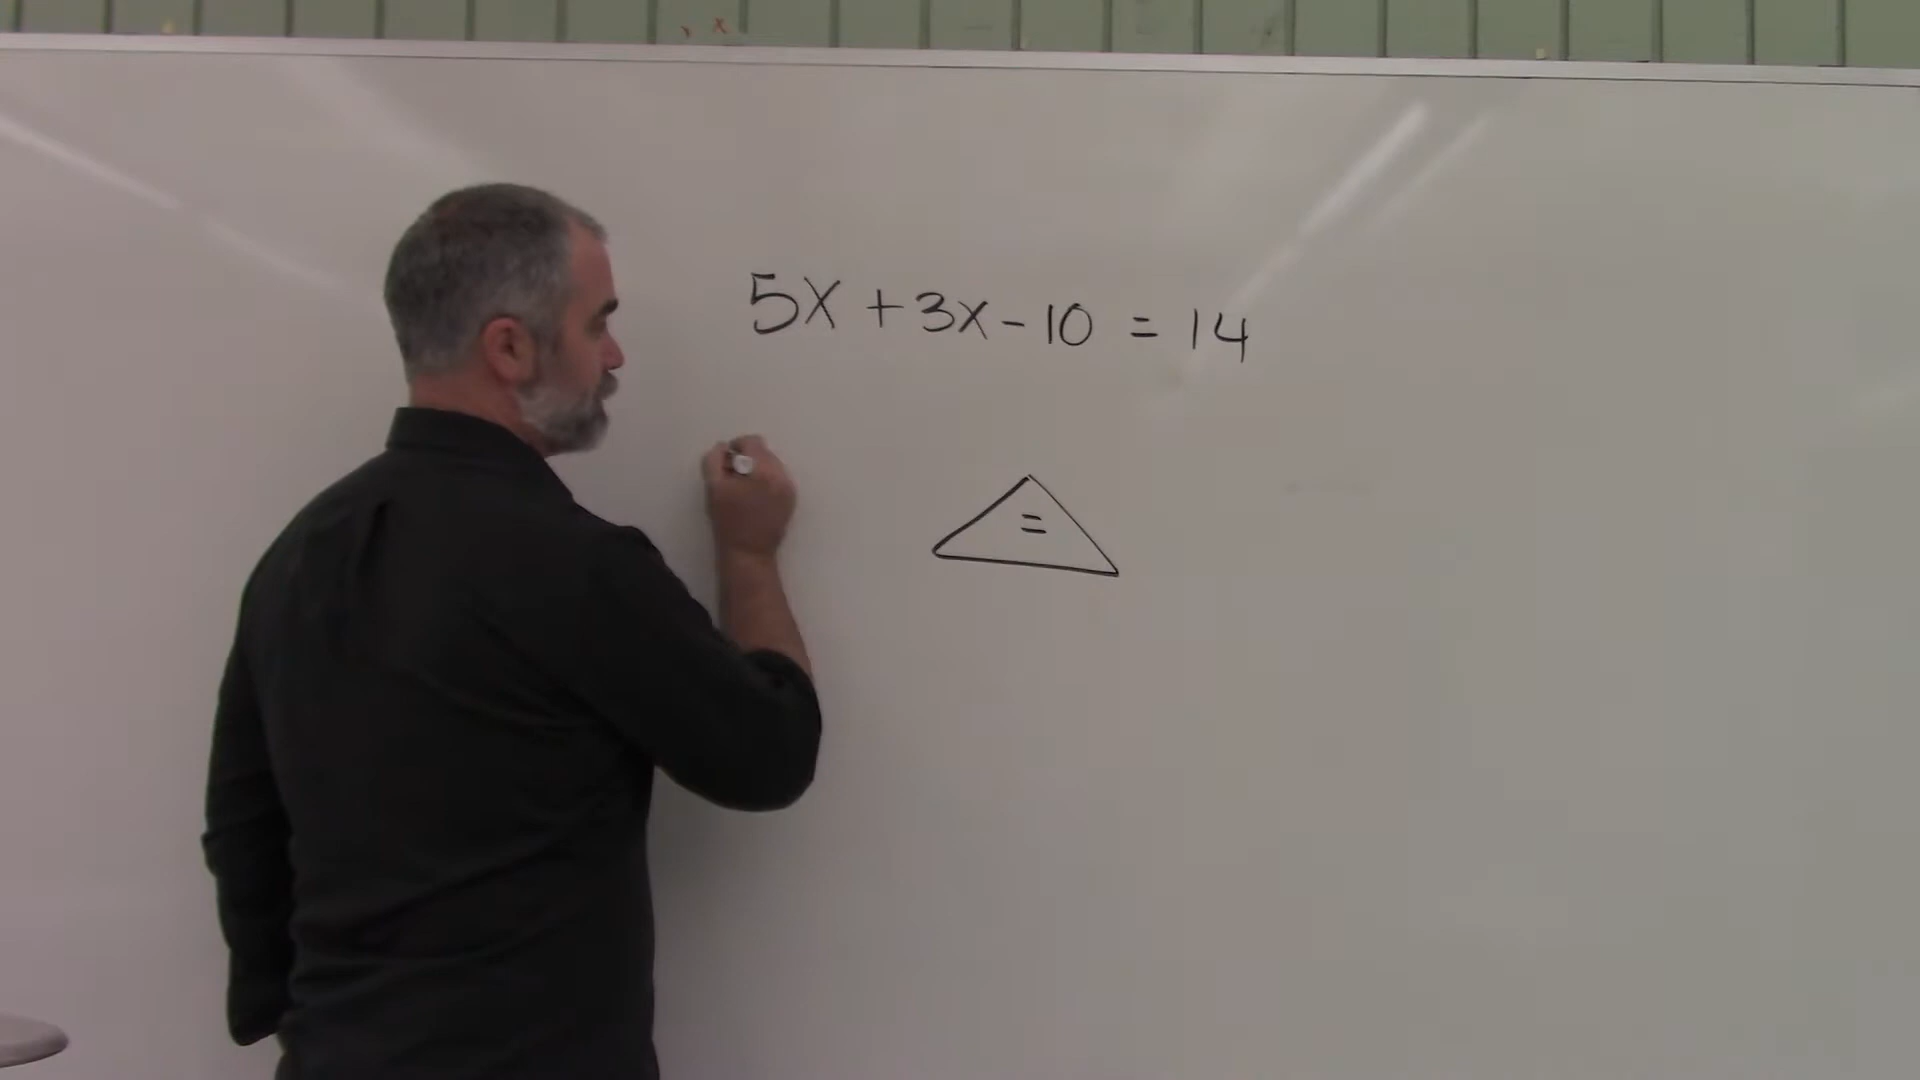 5X + 3X - 10 = 14
=